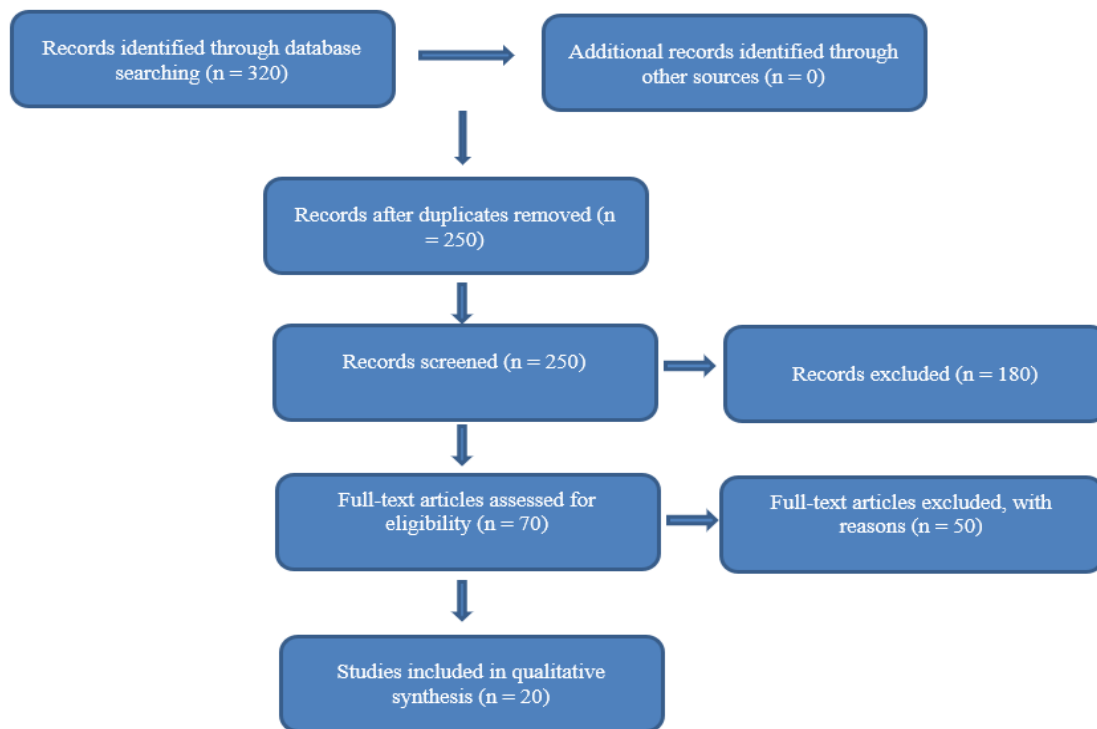 Records identified through database
searching (n = 320)
Additional records identified through
other sources (n = 0)
Records after duplicates removed (n
= 250)
Records screened (n = 250)
Records excluded (n = 180)
Full-text articles assessed for
eligibility (n = 70)
Full-text articles excluded, with
reasons (n = 50)
Studies included in qualitative
synthesis (n = 20)